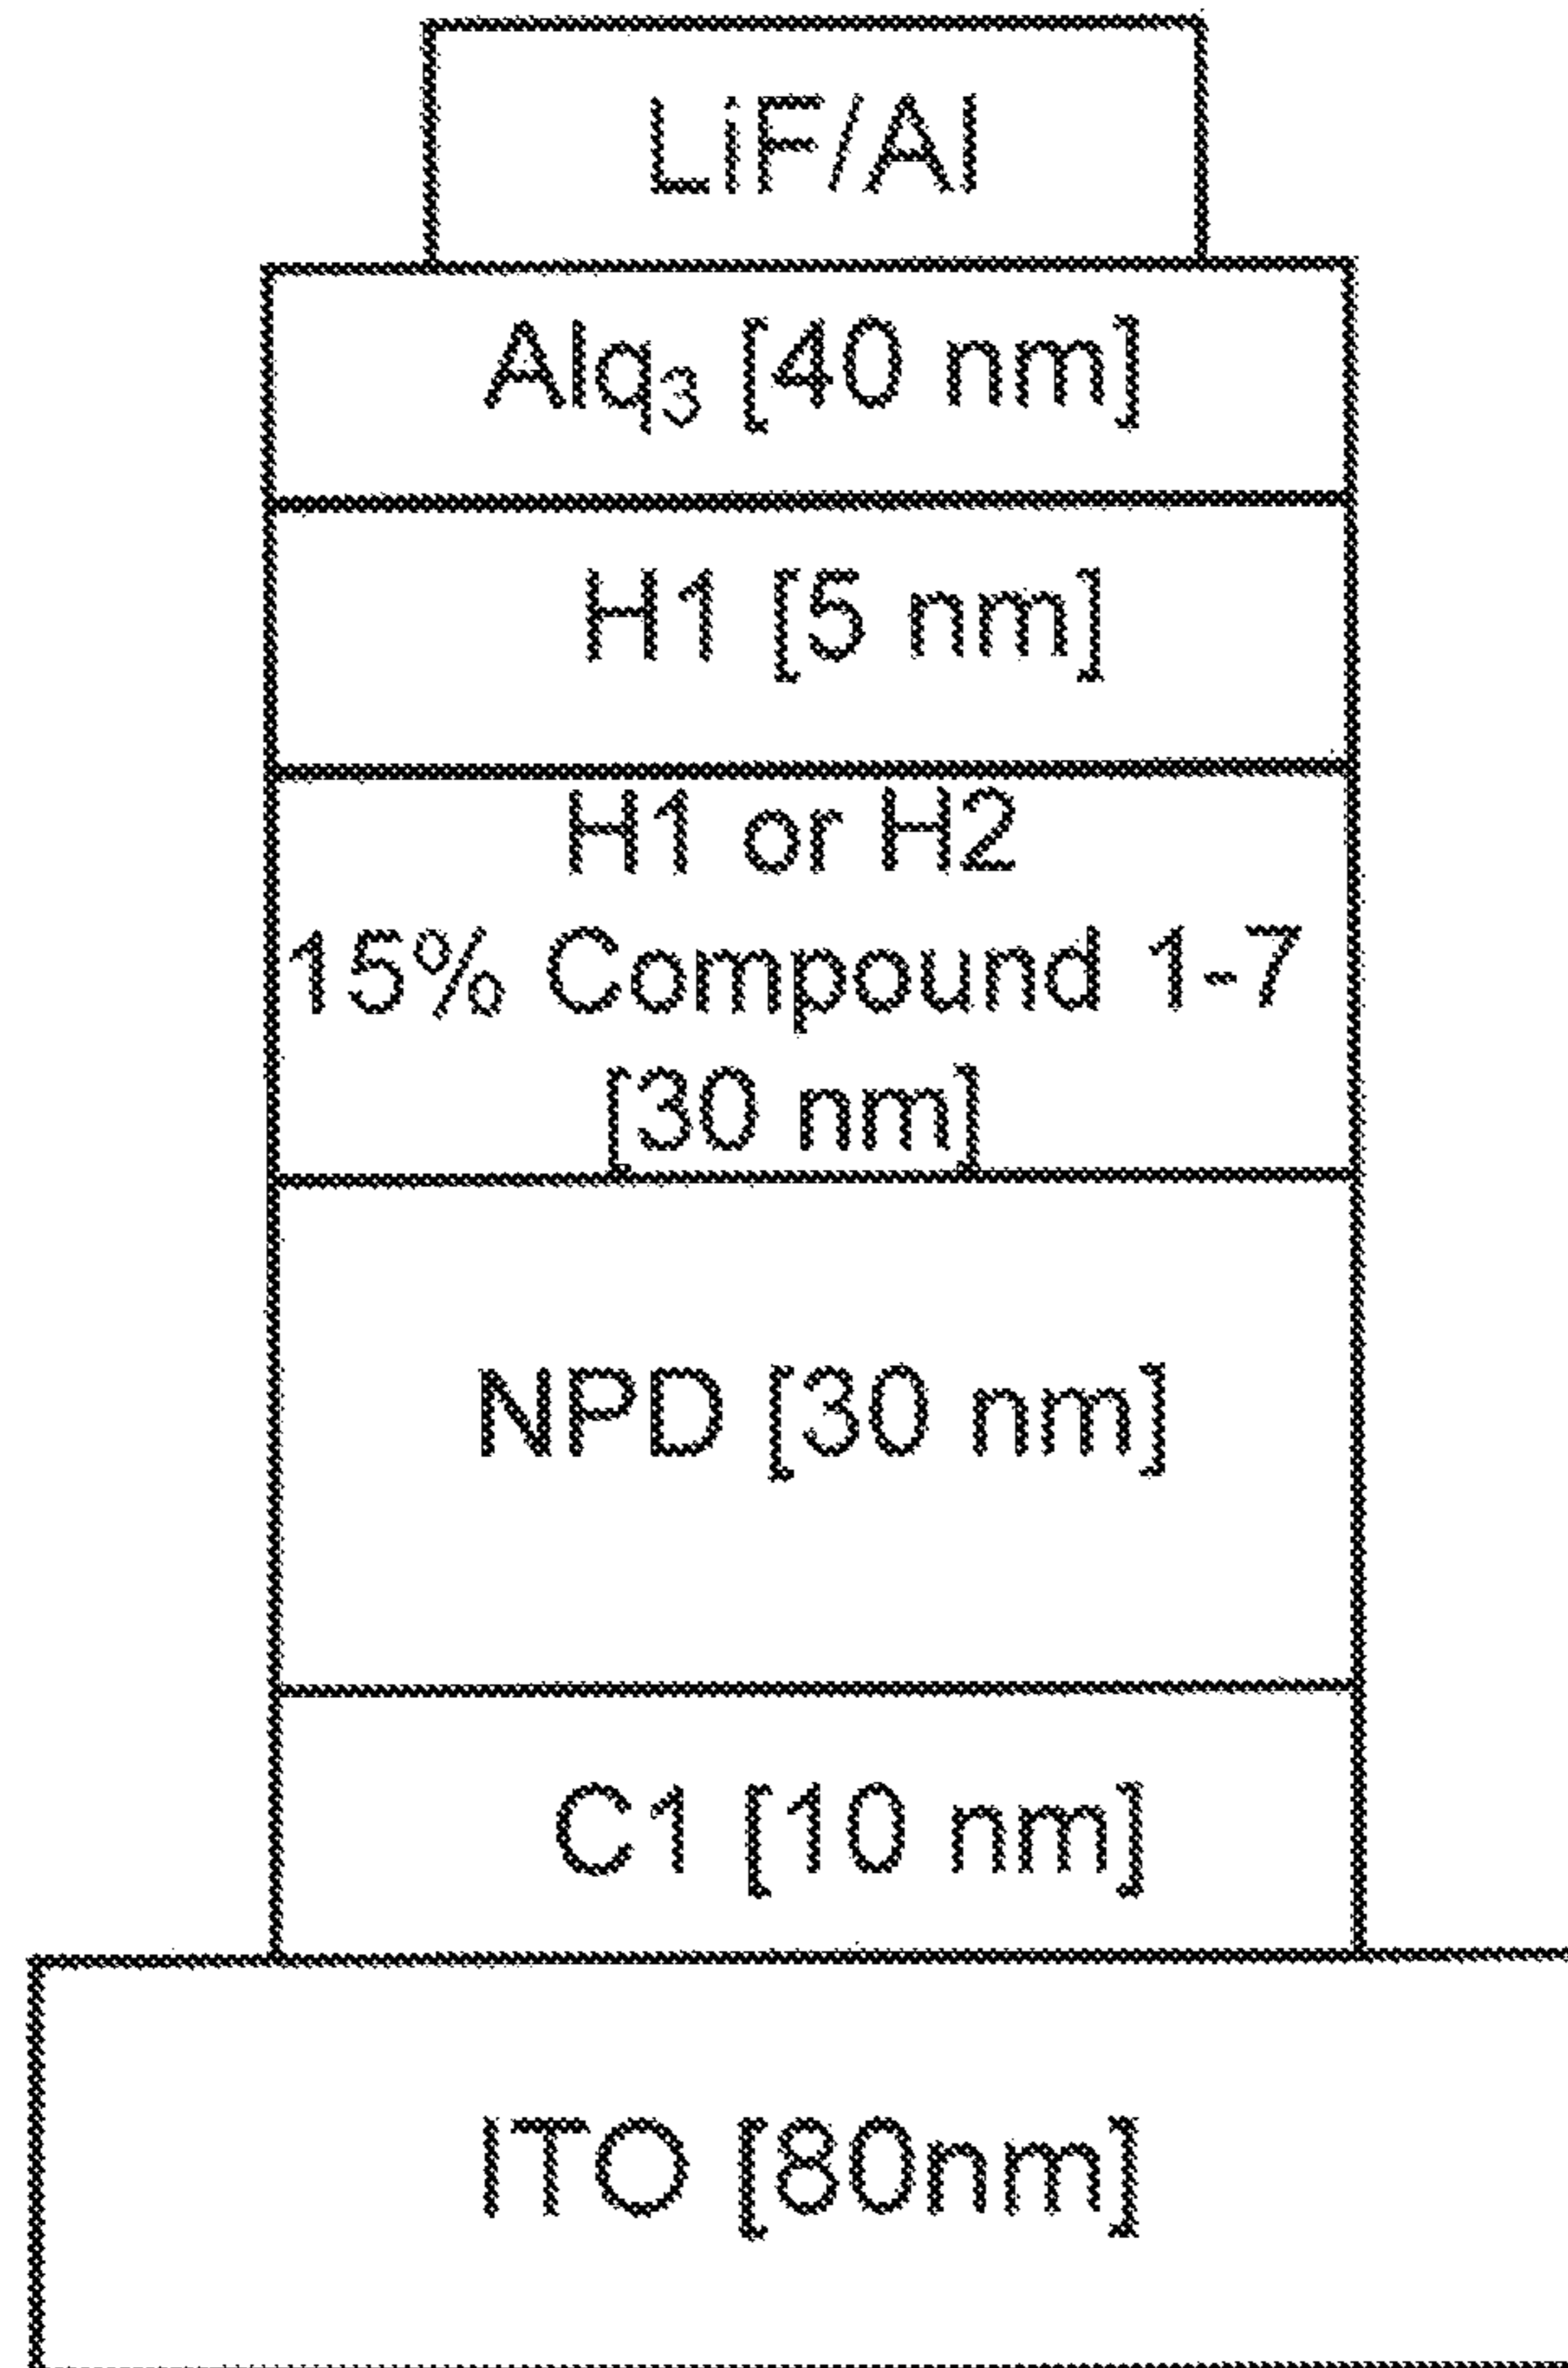 LiF/Al
Alq₃ [40 nm]
H1 [5 nm]
H1 or H2
15% Compound 1-7
[30 nm]
NPD [30 nm]
C1 [10 nm]
ITO [80nm]